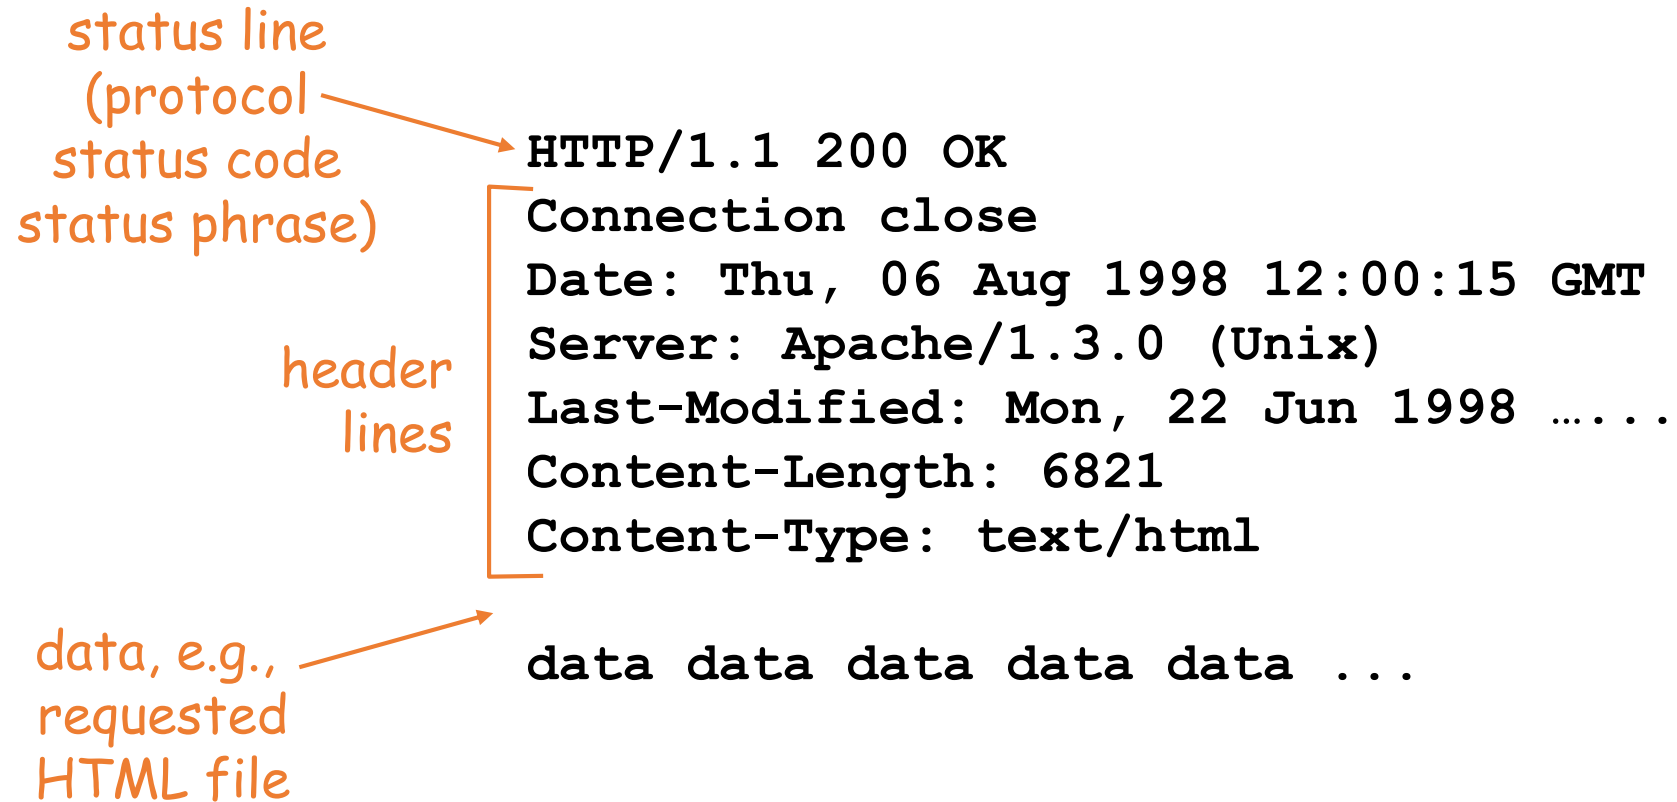 status line
(protocol
status code
status phrase)
HTTP/1.1 200 OK
Connection close
Date: Thu, 06 Aug 1998 12:00:15 GMT
Server: Apache/1.3.0 (Unix)
Last-Modified: Mon, 22 Jun 1998 …...
Content-Length: 6821
Content-Type: text/html
header
lines
data data data data data ...
data, e.g.,
requested
HTML file